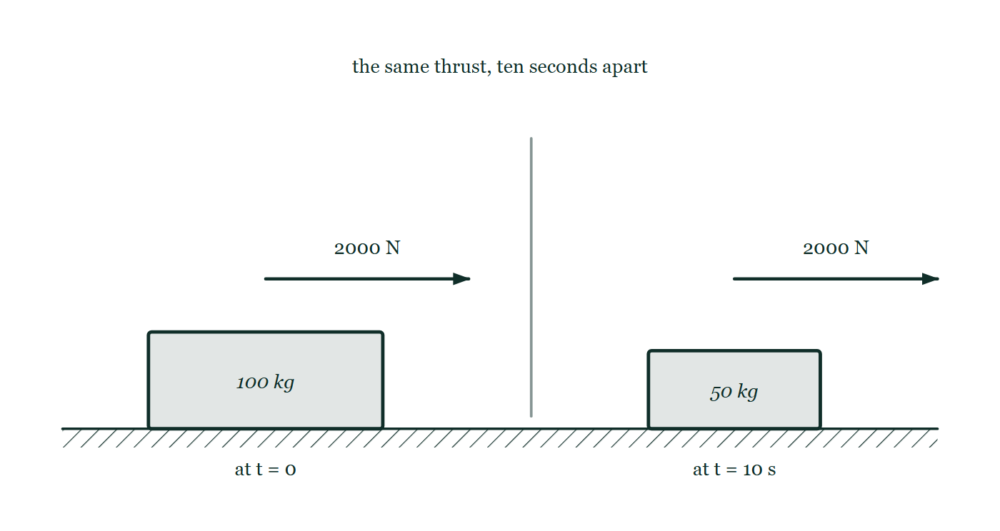 the same thrust, ten seconds apart
2000 N
2000 N
100 kg
50 kg
at t = 0
at t = 10 s